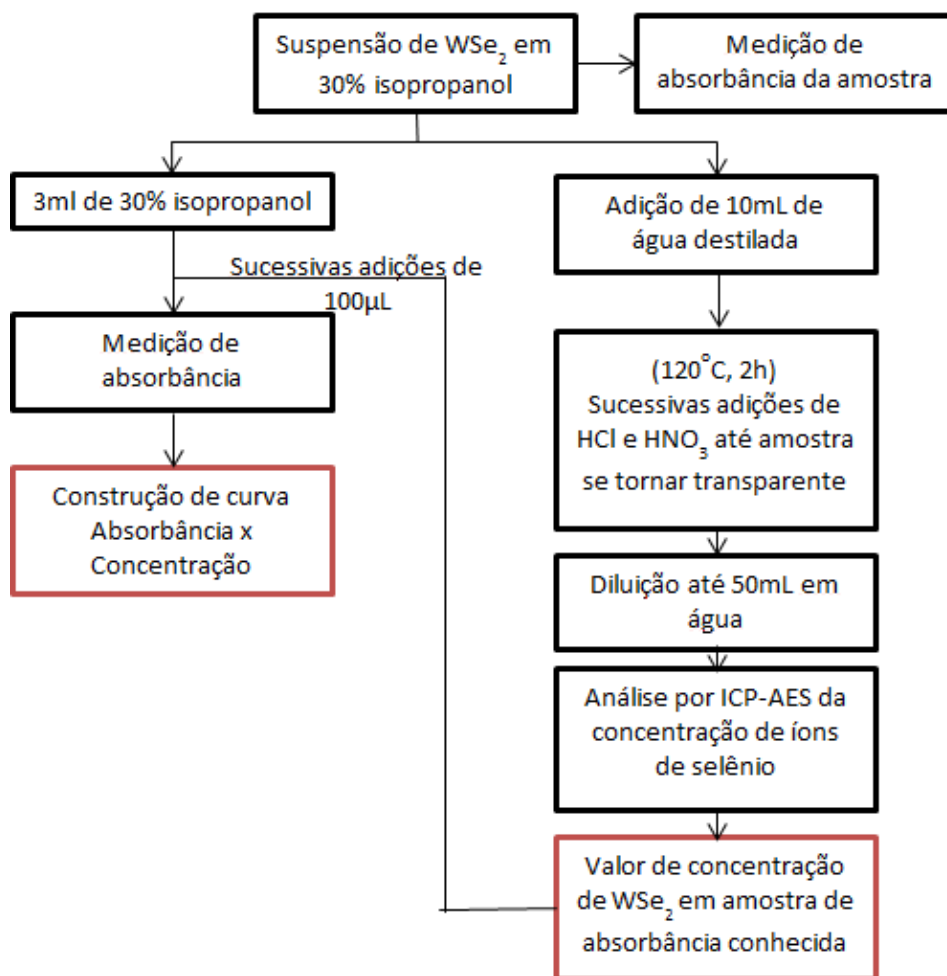 Suspensão de WSe₂ em
30% isopropanol
Medição de
absorbância da amostra
3ml de 30% isopropanol
Sucessivas adições de
100µL
Medição de
absorbância
Construção de curva
Absorbância x
Concentração
Adição de 10mL de
água destilada
(120°C, 2h)
Sucessivas adições de
HCl e HNO₃ até amostra
se tornar transparente
Diluição até 50mL em
água
Análise por ICP-AES da
concentração de íons
de selênio
Valor de concentração
de WSe₂ em amostra de
absorbância conhecida